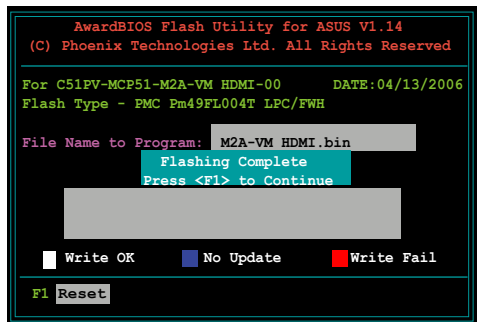 AwardBIOS Flash Utility for ASUS V1.14
(C) Phoenix Technologies Ltd. All Rights Reserved
For C51PV-MCP51-M2A-VM HDMI-00 DATE:04/13/2006
Flash Type - PMC Pm49FL004T LPC/FWH
File Name to Program: M2A-VM HDMI.bin
Flashing Complete
Press <F1> to Continue
Write OK No Update Write Fail
F1 Reset